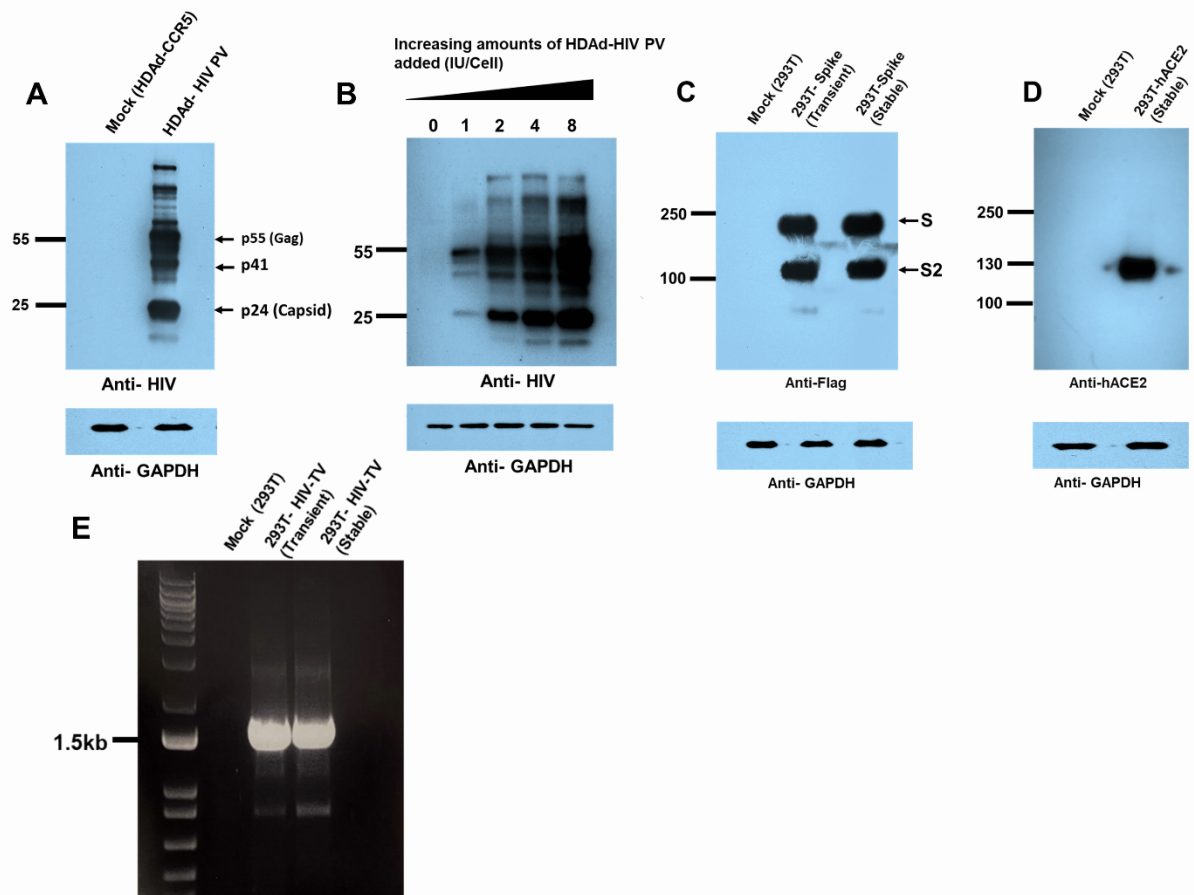 A
Mock (HDAd-CCR5)
HDAd- HIV PV
55
25
p55 (Gag)
p41
p24 (Capsid)
Anti- HIV
Anti- GAPDH
B
Increasing amounts of HDAd-HIV PV
added (IU/Cell)
0 1 2 4 8
55
25
Anti- HIV
Anti- GAPDH
C
Mock (293T)
293T- Spike
(Transient)
293T-Spike
(Stable)
250
100
S
S2
Anti-Flag
Anti- GAPDH
D
Mock (293T)
293T-hACE2
(Stable)
250
130
100
Anti-hACE2
Anti- GAPDH
E
Mock (293T)
293T- HIV-TV
(Transient)
293T- HIV-TV
(Stable)
1.5kb